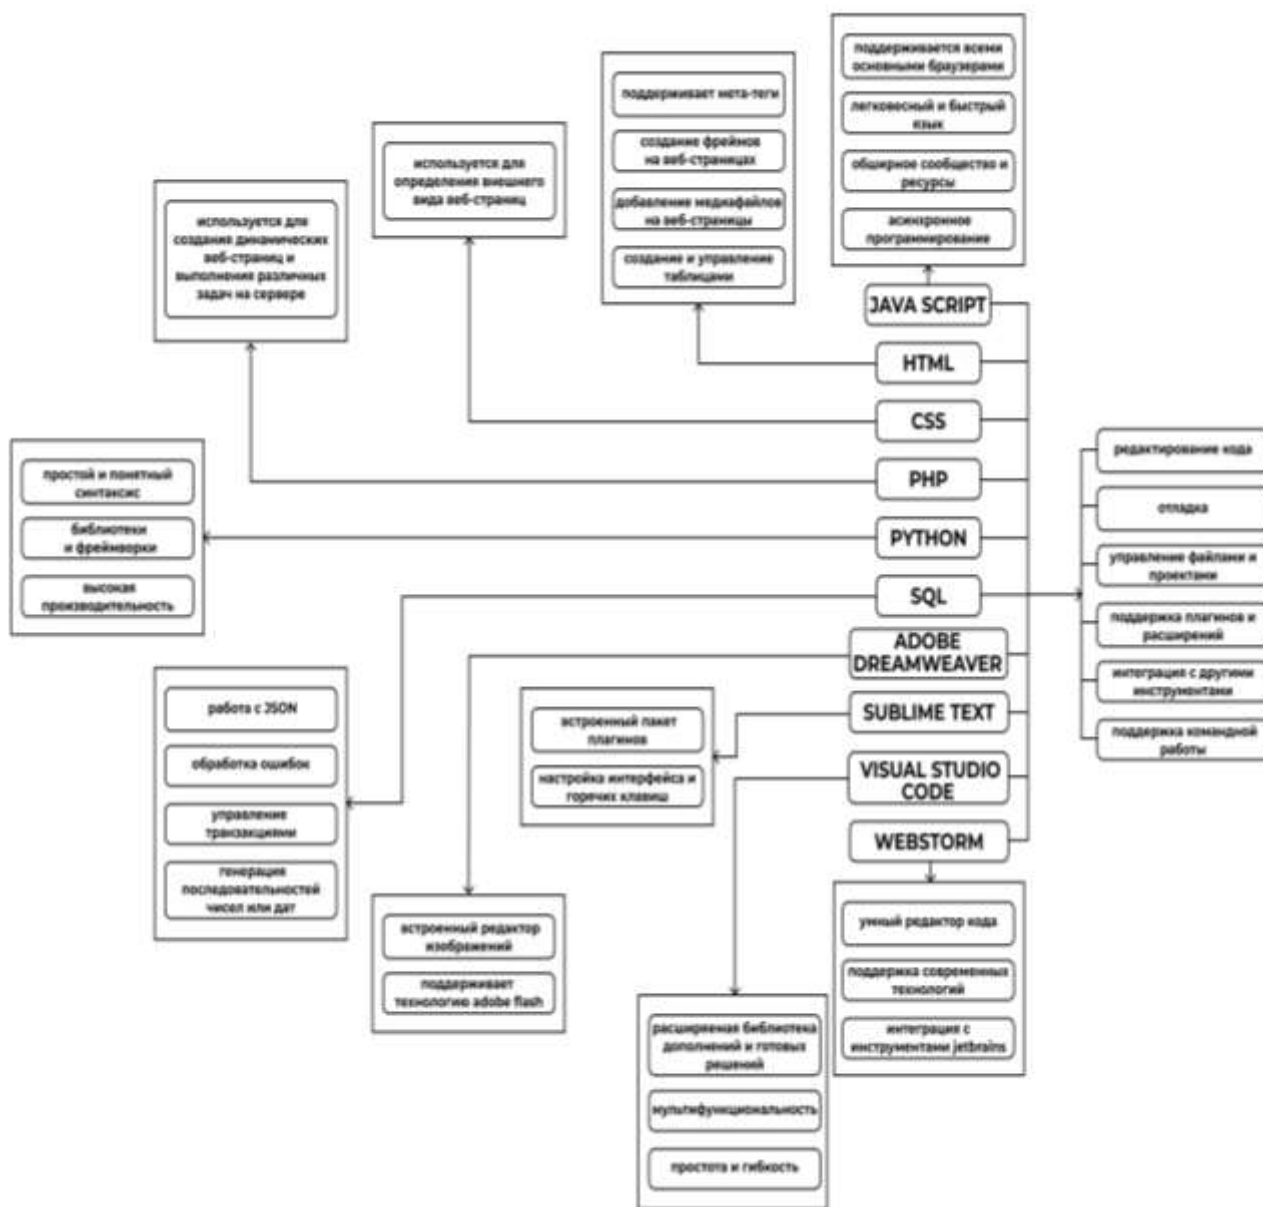 поддерживается всеми
основными браузерами
легковесный и быстрый
язык
обширное сообщество и
ресурсы
асинхронное
программирование
поддерживает мета-теги
создание фреймов
на веб-страницах
добавление медиафайлов
на веб-страницы
создание и управление
таблицами
используется для
определения внешнего
вида веб-страниц
используется для
создания динамических
веб-страниц и
выполнения различных
задач на сервере
JAVA SCRIPT
HTML
CSS
PHP
PYTHON
SQL
ADOBE
DREAMWEAVER
SUBLIME TEXT
VISUAL STUDIO
CODE
WEBSTORM
простой и понятный
синтаксис
библиотеки
и фреймворки
высокая
производительность
редактирование кода
отладка
управление файлами и
проектами
поддержка плагинов и
расширений
интеграция с другими
инструментами
поддержка командной
работы
работа с JSON
обработка ошибок
управление
транзакциями
генерация
последовательностей
чисел или дат
встроенный пакет
плагинов
настройка интерфейса и
горячих клавиш
встроенный редактор
изображений
поддерживает
технологию adobe flash
умный редактор кода
поддержка современных
технологий
интеграция с
инструментами jetbrains
расширяемая библиотека
дополнений и готовых
решений
мультифункциональность
простота и гибкость